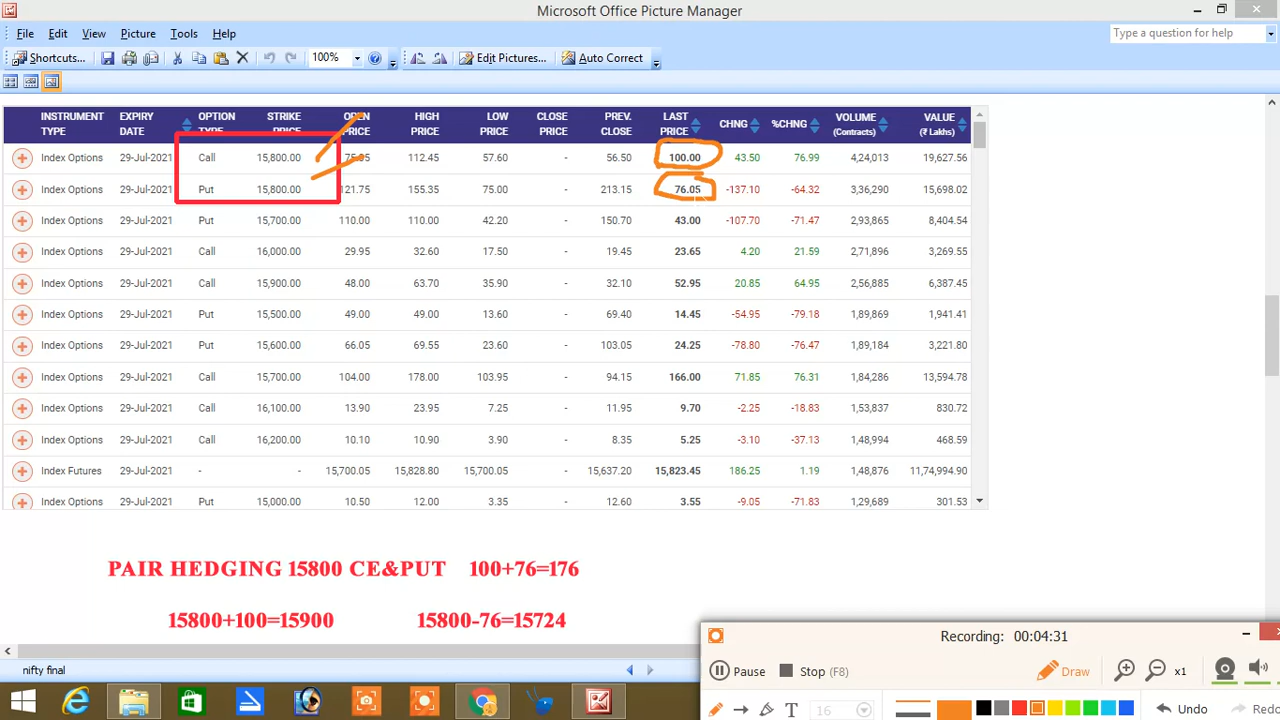 Microsoft Office Picture Manager
File Edit View Picture Tools Help
Type a question for help
Shortcuts... 100% Edit Pictures... Auto Correct
INSTRUMENT TYPE EXPIRY DATE OPTION TYPE STRIKE PRICE OPEN PRICE HIGH PRICE LOW PRICE CLOSE PRICE PREV. CLOSE LAST PRICE CHNG %CHNG VOLUME (Contracts) VALUE (₹ Lakhs)
Index Options 29-Jul-2021 Call 15,800.00 75.95 112.45 57.60 - 56.50 100.00 43.50 76.99 4,24,013 19,627.56
Index Options 29-Jul-2021 Put 15,800.00 121.75 155.35 75.00 - 213.15 76.05 -137.10 -64.32 3,36,290 15,698.02
Index Options 29-Jul-2021 Put 15,700.00 110.00 110.00 42.20 - 150.70 43.00 -107.70 -71.47 2,93,865 8,404.54
Index Options 29-Jul-2021 Call 16,000.00 29.95 32.60 17.50 - 19.45 23.65 4.20 21.59 2,71,896 3,269.55
Index Options 29-Jul-2021 Call 15,900.00 48.00 63.70 35.90 - 32.10 52.95 20.85 64.95 2,56,885 6,387.45
Index Options 29-Jul-2021 Put 15,500.00 49.00 49.00 13.60 - 69.40 14.45 -54.95 -79.18 1,89,869 1,941.41
Index Options 29-Jul-2021 Put 15,600.00 66.05 69.55 23.60 - 103.05 24.25 -78.80 -76.47 1,89,184 3,221.80
Index Options 29-Jul-2021 Call 15,700.00 104.00 178.00 103.95 - 94.15 166.00 71.85 76.31 1,84,286 13,594.78
Index Options 29-Jul-2021 Call 16,100.00 13.90 23.95 7.25 - 11.95 9.70 -2.25 -18.83 1,53,837 830.72
Index Options 29-Jul-2021 Call 16,200.00 10.10 10.90 3.90 - 8.35 5.25 -3.10 -37.13 1,48,994 468.59
Index Futures 29-Jul-2021 - - 15,700.05 15,828.80 15,700.05 - 15,637.20 15,823.45 186.25 1.19 1,48,876 11,74,994.90
Index Options 29-Jul-2021 Put 15,000.00 10.50 12.00 3.35 - 12.60 3.55 -9.05 -71.83 1,29,689 301.53
PAIR HEDGING 15800 CE&PUT 100+76=176
15800+100=15900 15800-76=15724
Recording: 00:04:31
nifty final
Pause Stop (F8) Draw x1
T 16 Undo Redo